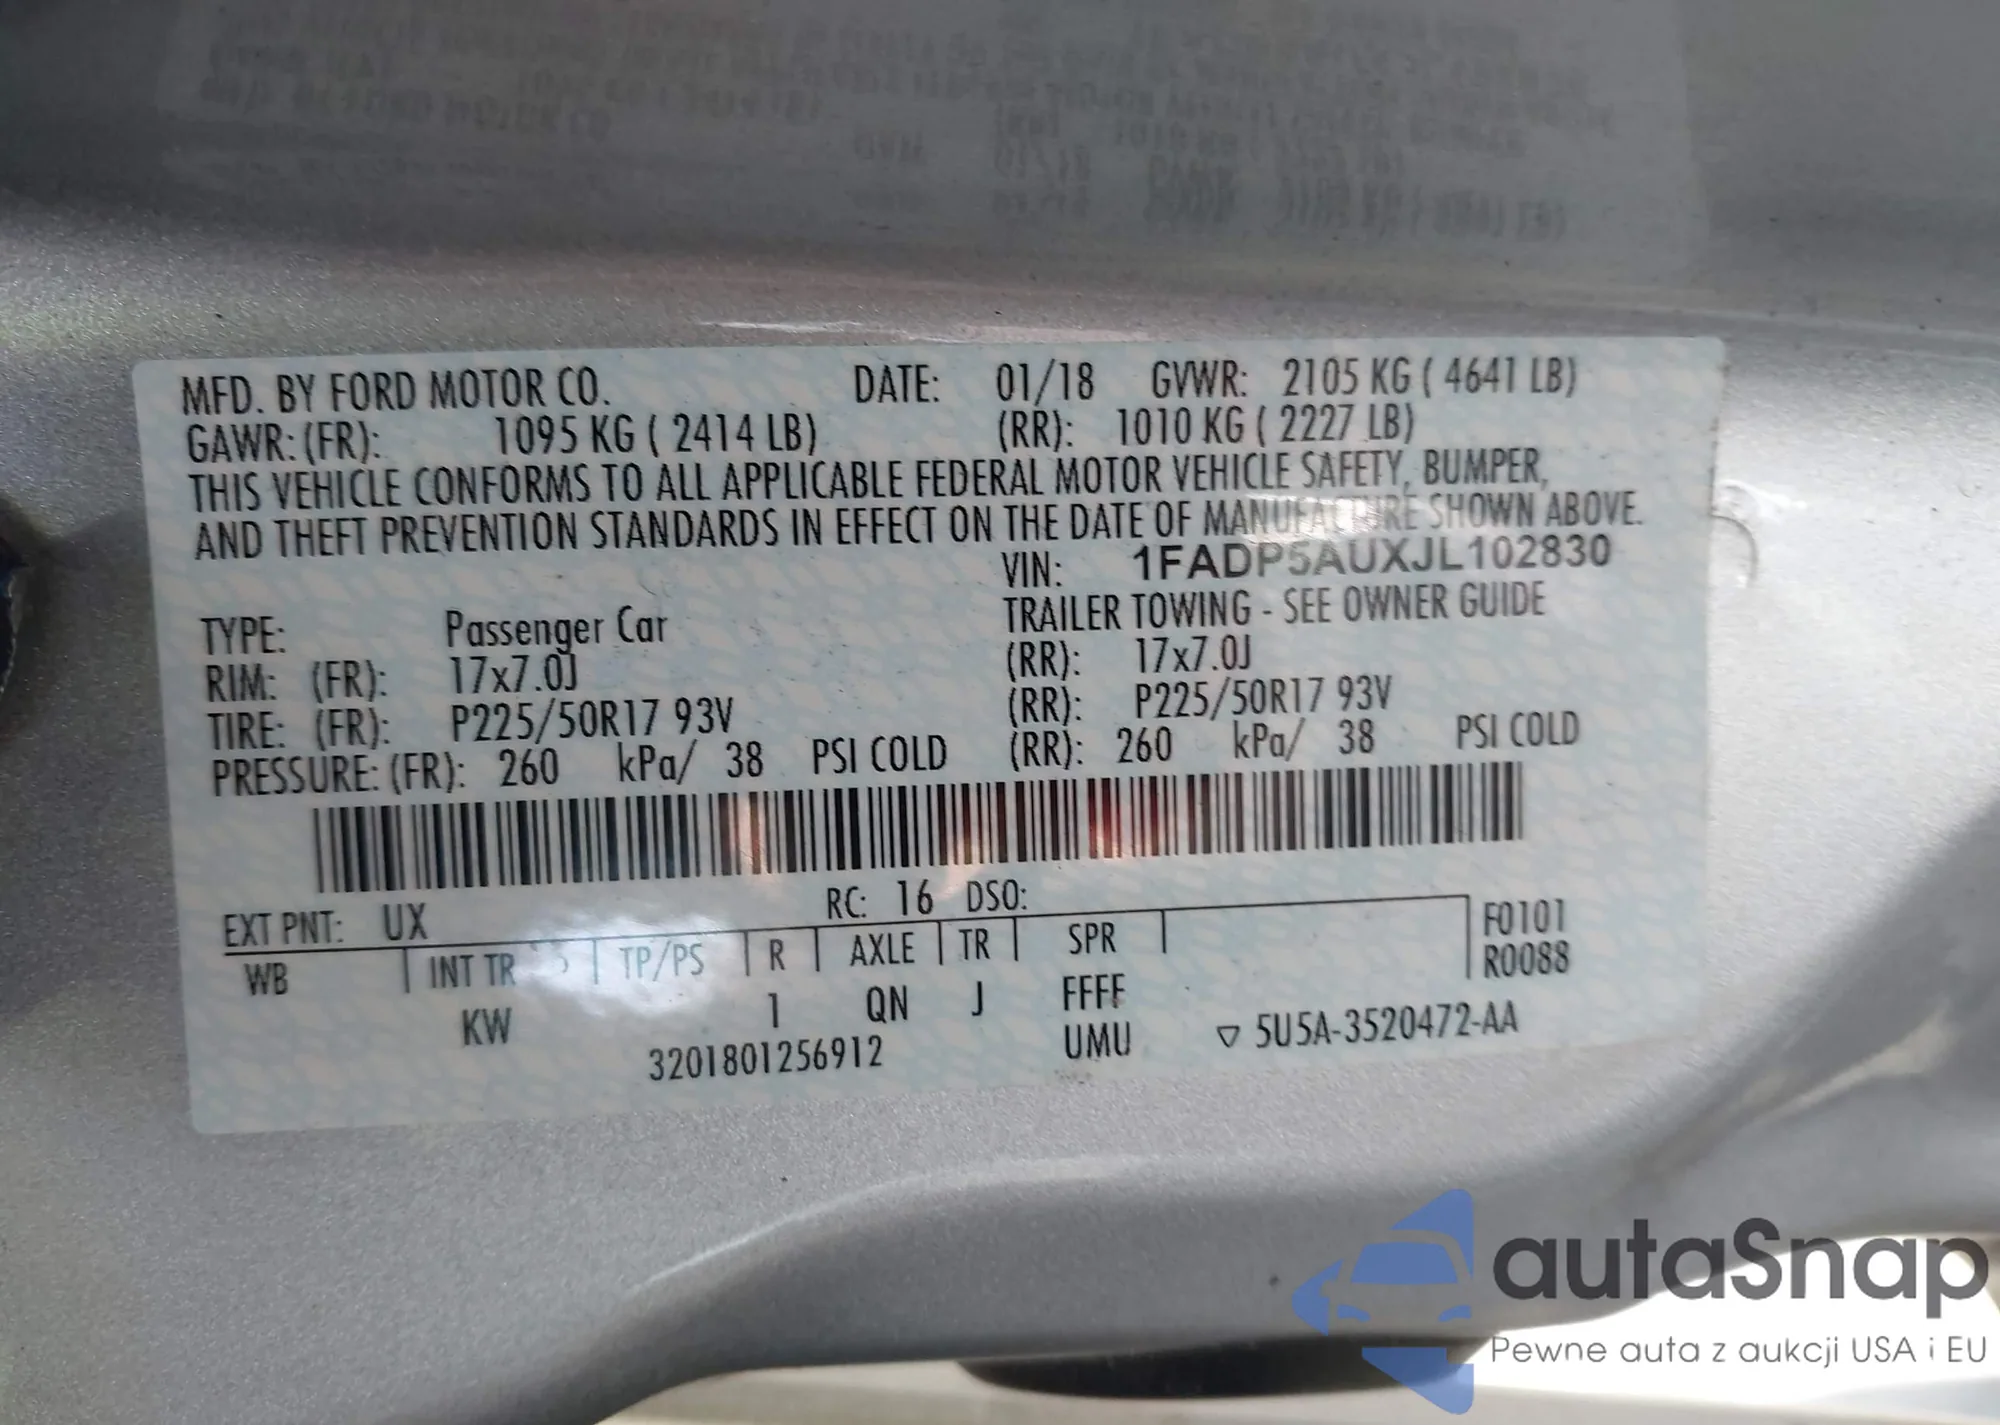 MFD. BY FORD MOTOR CO. DATE: 01/18 GVWR: 2105 KG ( 4641 LB)
GAWR: (FR): 1095 KG ( 2414 LB) (RR): 1010 KG ( 2227 LB)
THIS VEHICLE CONFORMS TO ALL APPLICABLE FEDERAL MOTOR VEHICLE SAFETY, BUMPER,
AND THEFT PREVENTION STANDARDS IN EFFECT ON THE DATE OF MANUFACTURE SHOWN ABOVE.
VIN: 1FADP5AUXJL102830
TYPE: Passenger Car TRAILER TOWING - SEE OWNER GUIDE
RIM: (FR): 17x7.0J (RR): 17x7.0J
TIRE: (FR): P225/50R17 93V (RR): P225/50R17 93V
PRESSURE: (FR): 260 kPa/ 38 PSI COLD (RR): 260 kPa/ 38 PSI COLD
EXT PNT: UX RC: 16 DSO: F0101
WB INT TR TP/PS R AXLE TR SPR R0088
KW 1 QN J FFFF
3201801256912 UMU ▽ 5U5A-3520472-AA
autaSnap
Pewne auta z aukcji USA i EU